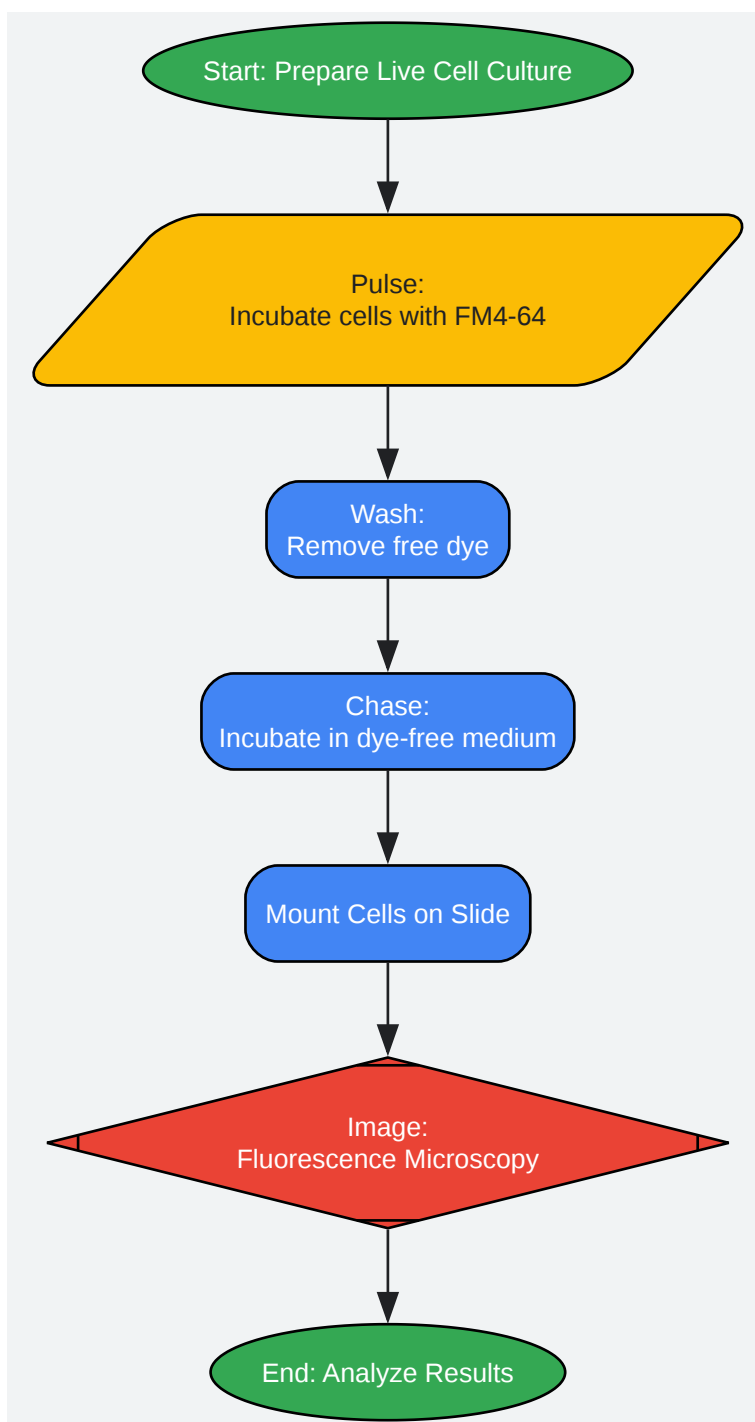 Start: Prepare Live Cell Culture
Pulse:
Incubate cells with FM4-64
Wash:
Remove free dye
Chase:
Incubate in dye-free medium
Mount Cells on Slide
Image:
Fluorescence Microscopy
End: Analyze Results